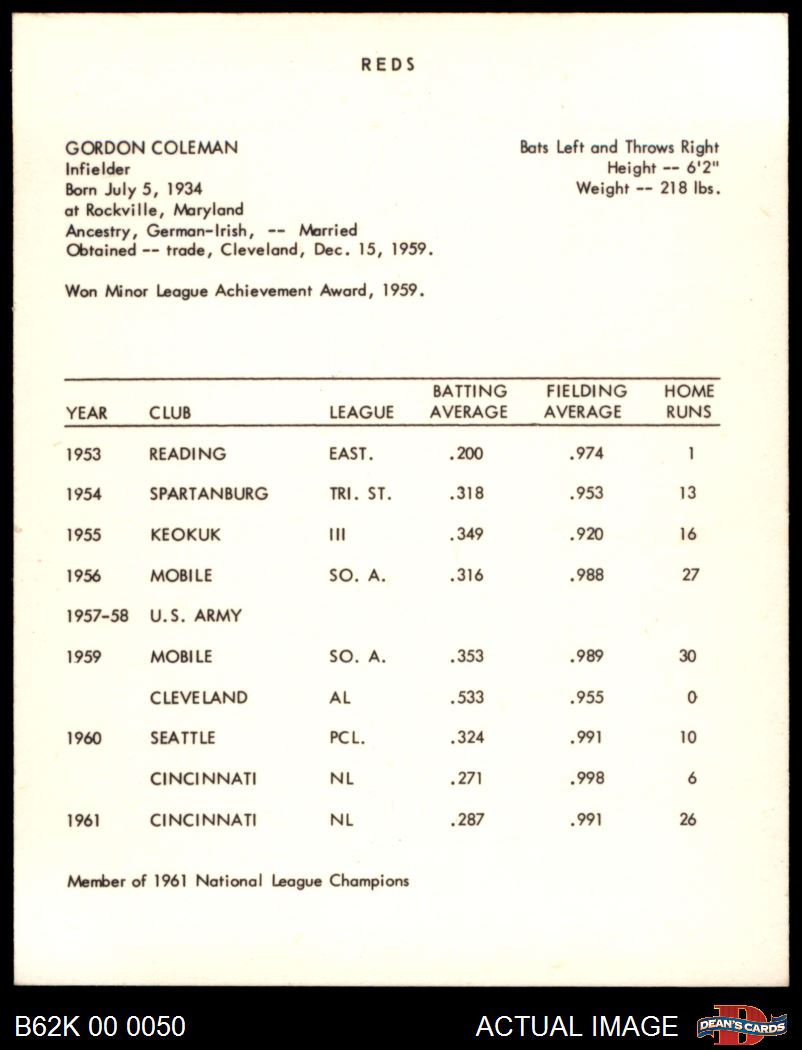 REDS
GORDON COLEMAN
Bats Left and Throws Right
Infielder
Height -- 6'2"
Born July 5, 1934
Weight -- 218 lbs.
at Rockville, Maryland
Ancestry, German-Irish, -- Married
Obtained -- trade, Cleveland, Dec. 15, 1959.
Won Minor League Achievement Award, 1959.
BATTING FIELDING HOME
YEAR CLUB LEAGUE AVERAGE AVERAGE RUNS
1953 READING EAST. .200 .974 1
1954 SPARTANBURG TRI. ST. .318 .953 13
1955 KEOKUK III .349 .920 16
1956 MOBILE SO. A. .316 .988 27
1957-58 U.S. ARMY
1959 MOBILE SO. A. .353 .989 30
CLEVELAND AL .533 .955 0
1960 SEATTLE PCL. .324 .991 10
CINCINNATI NL .271 .998 6
1961 CINCINNATI NL .287 .991 26
Member of 1961 National League Champions
B62K 00 0050 ACTUAL IMAGE D DEAN'S CARDS